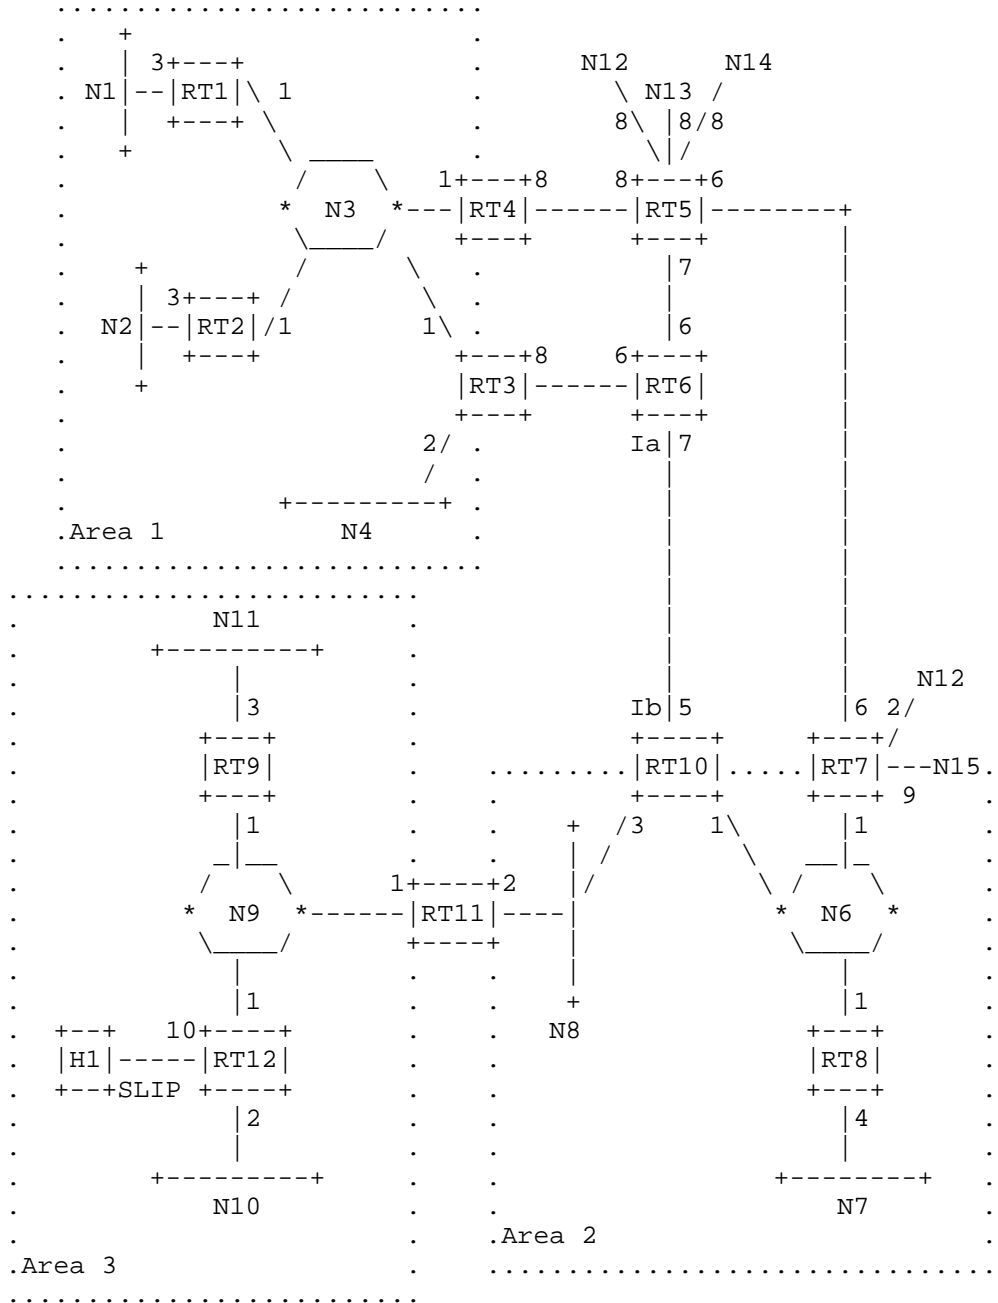 3
N12 N14
N1 RT1 1 N13
8 8 8
1 8 8 6
N3 RT4 RT5
7
3
N2 RT2 1 1 6
8 6
RT3 RT6
2 Ia 7
Area 1 N4
N11
N12
3 Ib 5 6 2
RT9 RT10 RT7 N15
9
1 3 1 1
1 2
N9 RT11 N6
1 1
10 N8
H1 RT12 RT8
SLIP
2 4
N10 N7
Area 2
Area 3